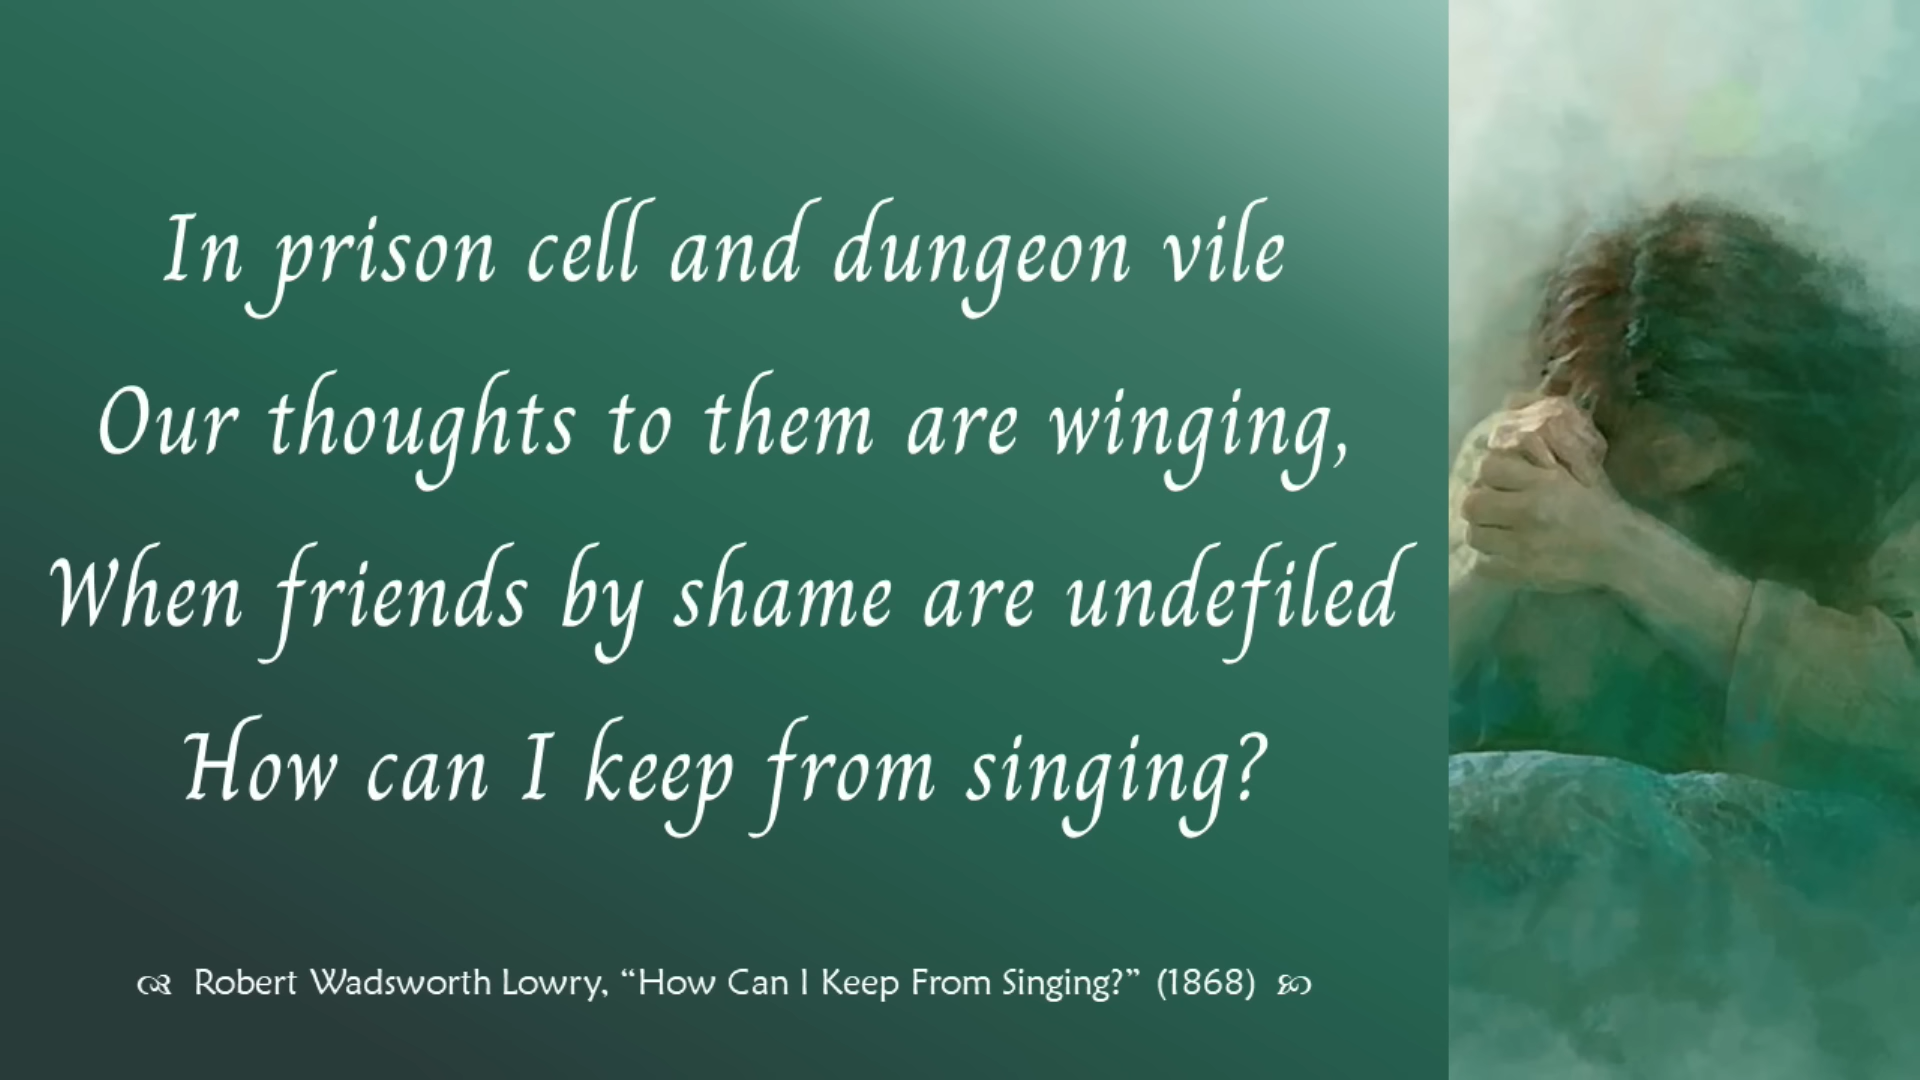 In prison cell and dungeon vile
Our thoughts to them are winging,
When friends by shame are undefiled
How can I keep from singing?
Robert Wadsworth Lowry, “How Can I Keep From Singing?” (1868)